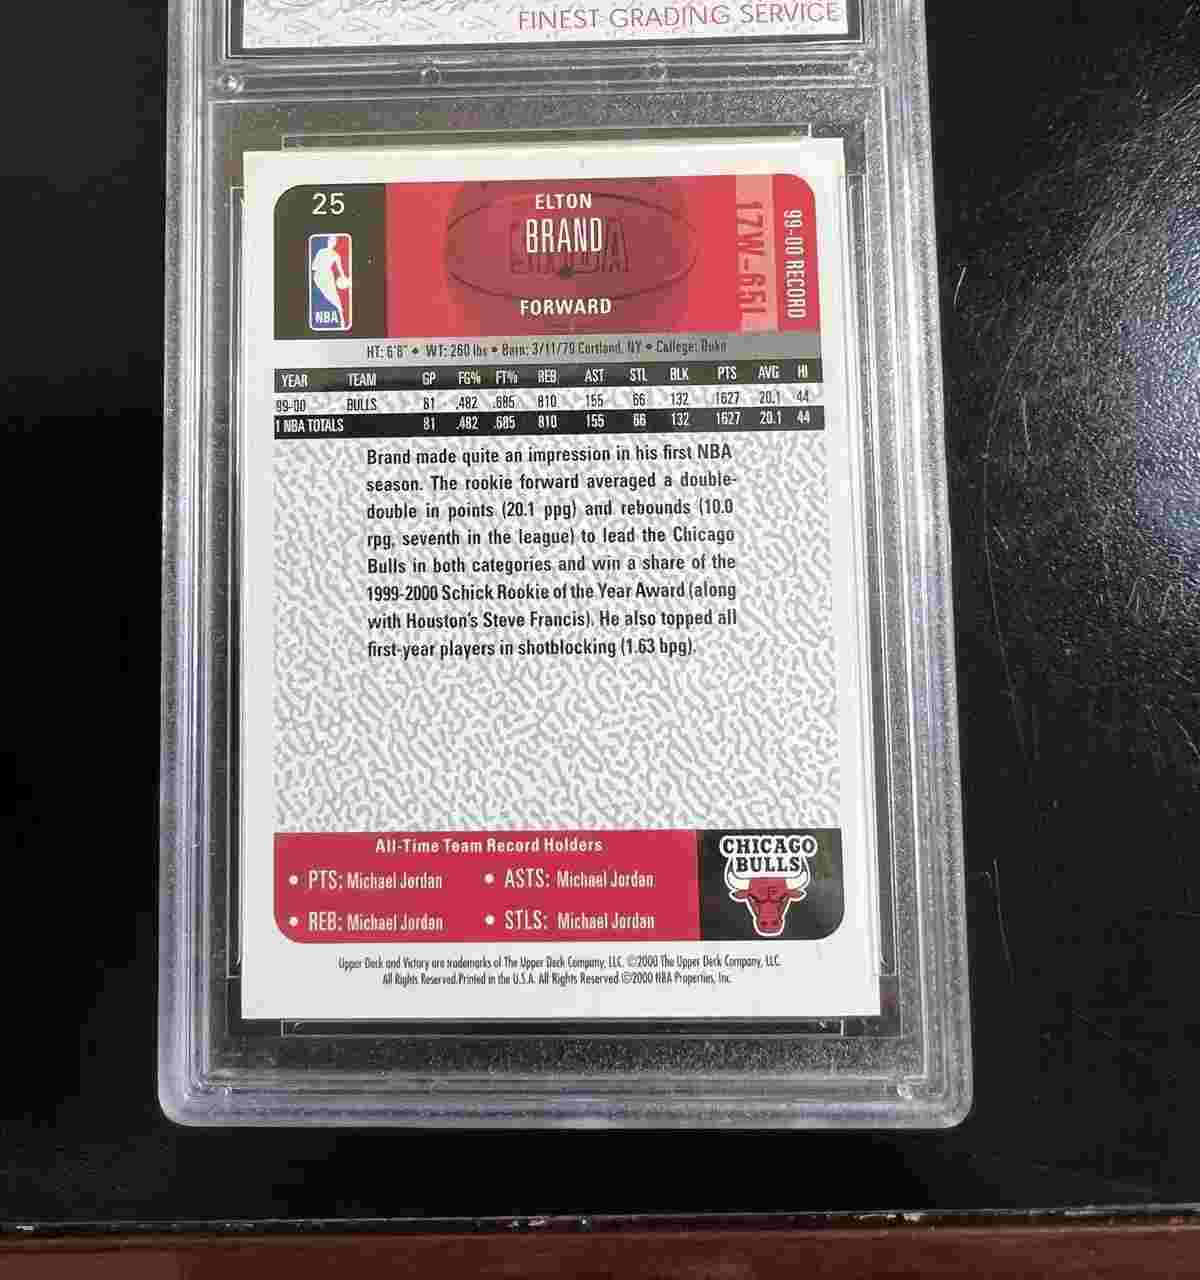 FINEST GRADING SERVICE
25
NBA
ELTON
BRAND
FORWARD
17W-65L
99-00 RECORD
HT: 6'8" • WT: 260 lbs • Born: 3/11/79 Cortland, NY • College: Duke
YEAR TEAM GP FG% FT% REB AST STL BLK PTS AVG HI
99-00 BULLS 81 .482 .685 810 155 66 132 1627 20.1 44
1 NBA TOTALS 81 .482 .685 810 155 66 132 1627 20.1 44
Brand made quite an impression in his first NBA
season. The rookie forward averaged a double-
double in points (20.1 ppg) and rebounds (10.0
rpg, seventh in the league) to lead the Chicago
Bulls in both categories and win a share of the
1999-2000 Schick Rookie of the Year Award (along
with Houston's Steve Francis). He also topped all
first-year players in shotblocking (1.63 bpg).
All-Time Team Record Holders
• PTS: Michael Jordan • ASTS: Michael Jordan
• REB: Michael Jordan • STLS: Michael Jordan
CHICAGO
BULLS
Upper Deck and Victory are trademarks of The Upper Deck Company, LLC. ©2000 The Upper Deck Company, LLC.
All Rights Reserved. Printed in the U.S.A. All Rights Reserved ©2000 NBA Properties, Inc.